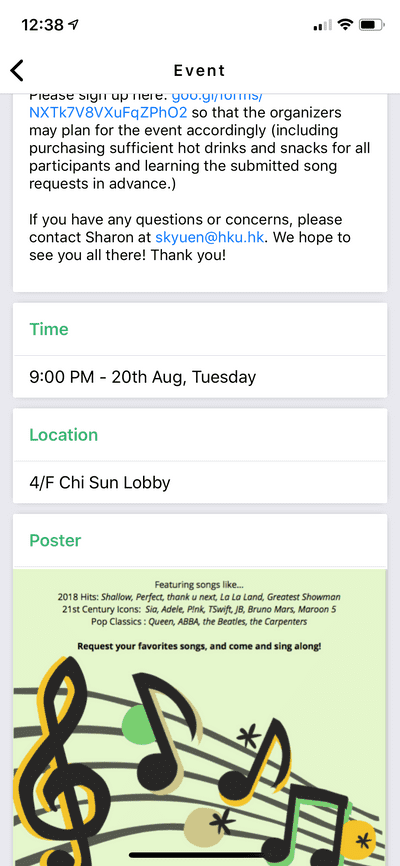 12:38
Event
Please sign up here: goo.gl/forms/
NXTk7V8VXuFqZPhO2 so that the organizers
may plan for the event accordingly (including
purchasing sufficient hot drinks and snacks for all
participants and learning the submitted song
requests in advance.)
If you have any questions or concerns, please
contact Sharon at skyuen@hku.hk. We hope to
see you all there! Thank you!
Time
9:00 PM - 20th Aug, Tuesday
Location
4/F Chi Sun Lobby
Poster
Featuring songs like...
2018 Hits: Shallow, Perfect, thank u next, La La Land, Greatest Showman
21st Century Icons: Sia, Adele, P!nk, TSwift, JB, Bruno Mars, Maroon 5
Pop Classics : Queen, ABBA, the Beatles, the Carpenters
Request your favorites songs, and come and sing along!